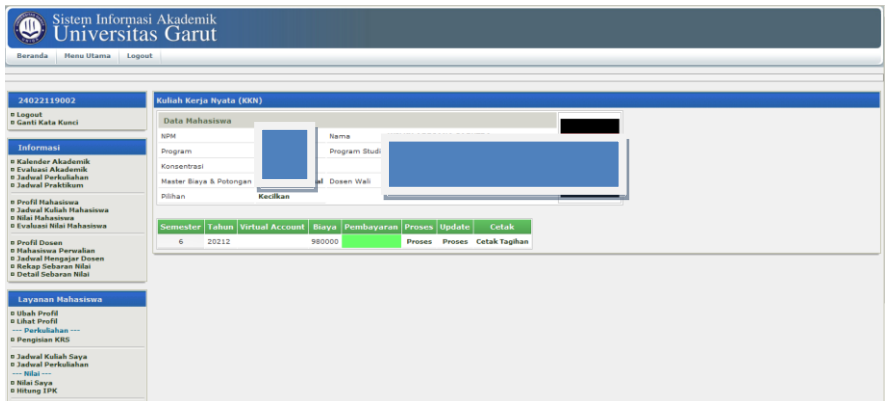 Sistem Informasi Akademik
Universitas Garut
Beranda Menu Utama Logout
24022119002
Logout
Ganti Kata Kunci
Informasi
Kalender Akademik
Evaluasi Akademik
Jadwal Perkuliahan
Jadwal Praktikum
Profil Mahasiswa
Jadwal Kuliah Mahasiswa
Nilai Mahasiswa
Evaluasi Nilai Mahasiswa
Profil Dosen
Mahasiswa Perwalian
Jadwal Mengajar Dosen
Rekap Sebaran Nilai
Detail Sebaran Nilai
Layanan Mahasiswa
Ubah Profil
Lihat Profil
--- Perkuliahan ---
Pengisian KRS
Jadwal Kuliah Saya
Jadwal Perkuliahan
--- Nilai ---
Nilai Saya
Hitung IPK
Kuliah Kerja Nyata (KKN)
Data Mahasiswa
NPM Nama
Program Program Studi
Konsentrasi
Master Biaya & Potongan Dosen Wali
Pilihan Kecilkan
Semester Tahun Virtual Account Biaya Pembayaran Proses Update Cetak
6 20212 980000 Proses Proses Cetak Tagihan